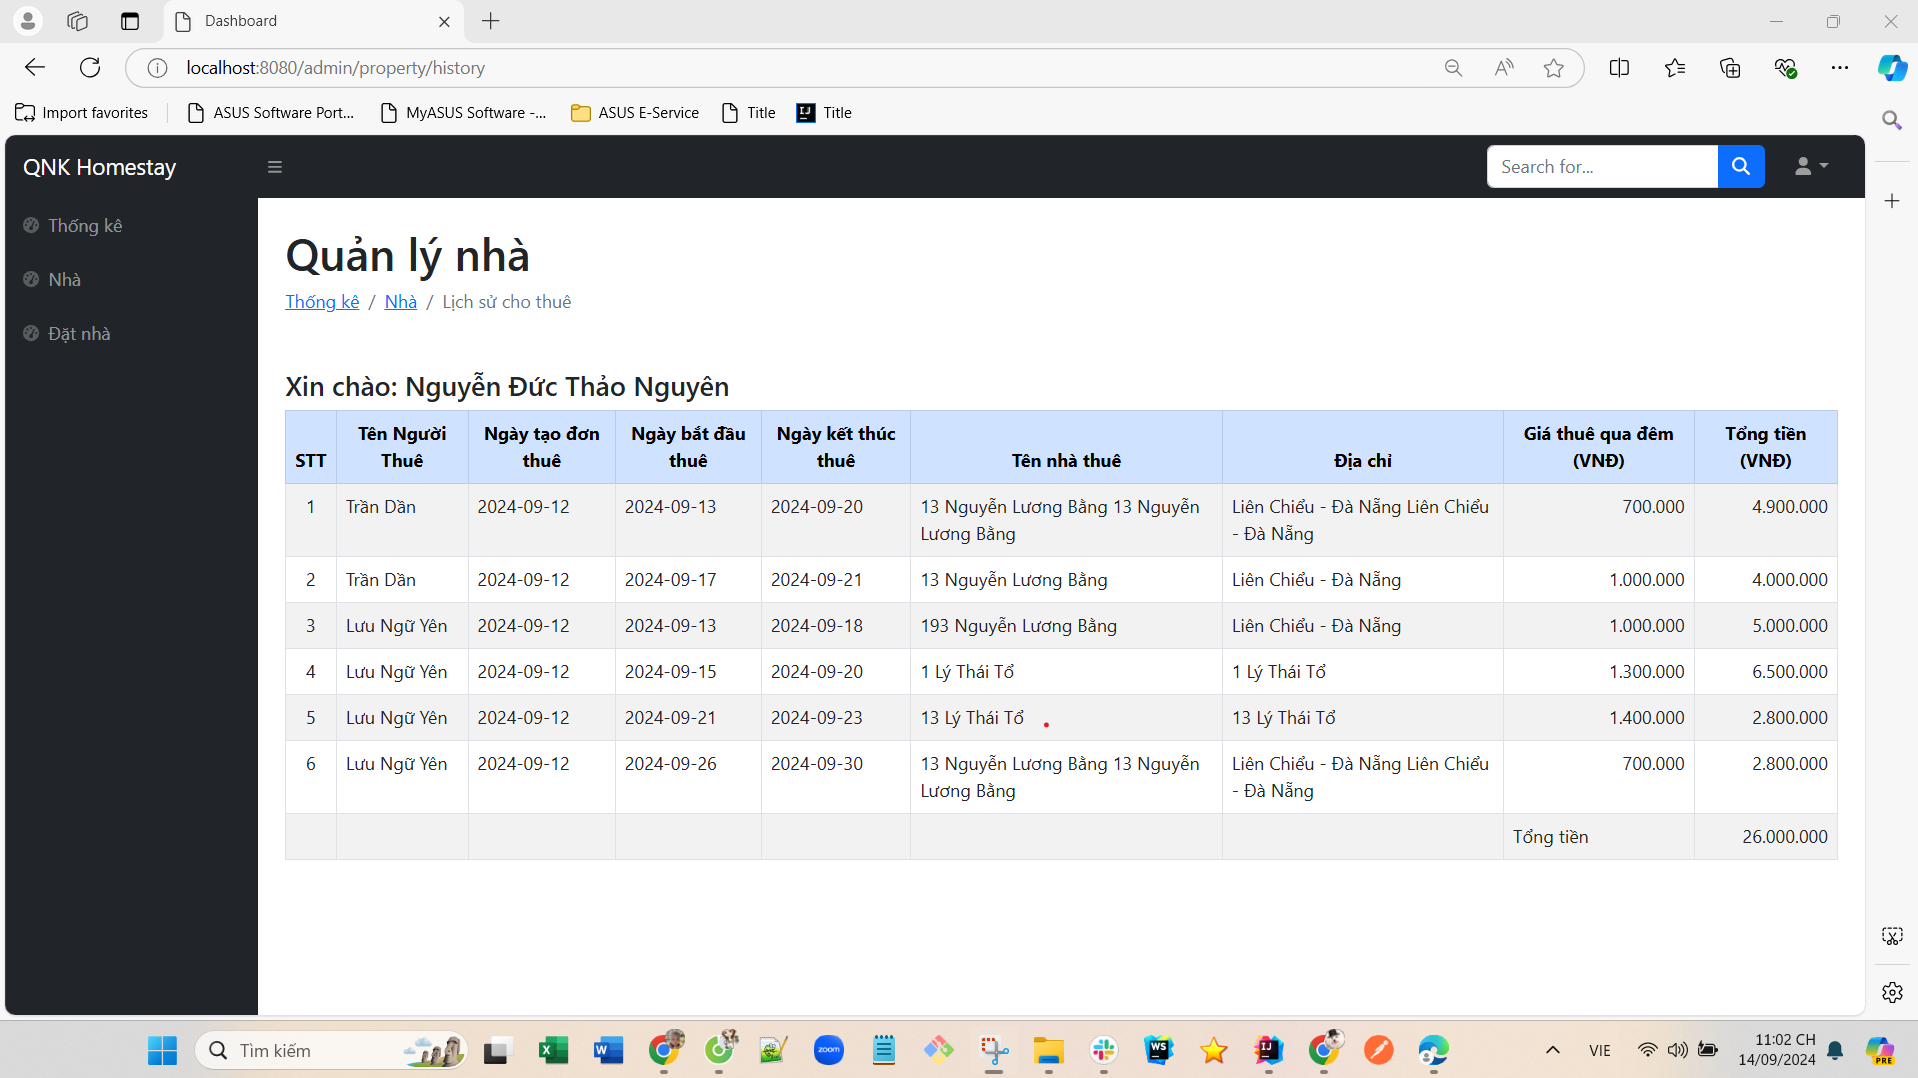 Dashboard
localhost:8080/admin/property/history
Import favorites
ASUS Software Port...
MyASUS Software -...
ASUS E-Service
Title
Title
QNK Homestay
Search for...
Thống kê
Nhà
Đặt nhà
Quản lý nhà
Thống kê / Nhà / Lịch sử cho thuê
Xin chào: Nguyễn Đức Thảo Nguyên
STT Tên Người Thuê Ngày tạo đơn thuê Ngày bắt đầu thuê Ngày kết thúc thuê Tên nhà thuê Địa chỉ Giá thuê qua đêm (VNĐ) Tổng tiền (VNĐ)
1 Trần Dần 2024-09-12 2024-09-13 2024-09-20 13 Nguyễn Lương Bằng 13 Nguyễn Lương Bằng Liên Chiểu - Đà Nẵng Liên Chiểu - Đà Nẵng 700.000 4.900.000
2 Trần Dần 2024-09-12 2024-09-17 2024-09-21 13 Nguyễn Lương Bằng Liên Chiểu - Đà Nẵng 1.000.000 4.000.000
3 Lưu Ngữ Yên 2024-09-12 2024-09-13 2024-09-18 193 Nguyễn Lương Bằng Liên Chiểu - Đà Nẵng 1.000.000 5.000.000
4 Lưu Ngữ Yên 2024-09-12 2024-09-15 2024-09-20 1 Lý Thái Tổ 1 Lý Thái Tổ 1.300.000 6.500.000
5 Lưu Ngữ Yên 2024-09-12 2024-09-21 2024-09-23 13 Lý Thái Tổ 13 Lý Thái Tổ 1.400.000 2.800.000
6 Lưu Ngữ Yên 2024-09-12 2024-09-26 2024-09-30 13 Nguyễn Lương Bằng 13 Nguyễn Lương Bằng Liên Chiểu - Đà Nẵng Liên Chiểu - Đà Nẵng 700.000 2.800.000
Tổng tiền 26.000.000
Tìm kiếm
zoom
WS
IJ
VIE
11:02 CH
14/09/2024
PRE